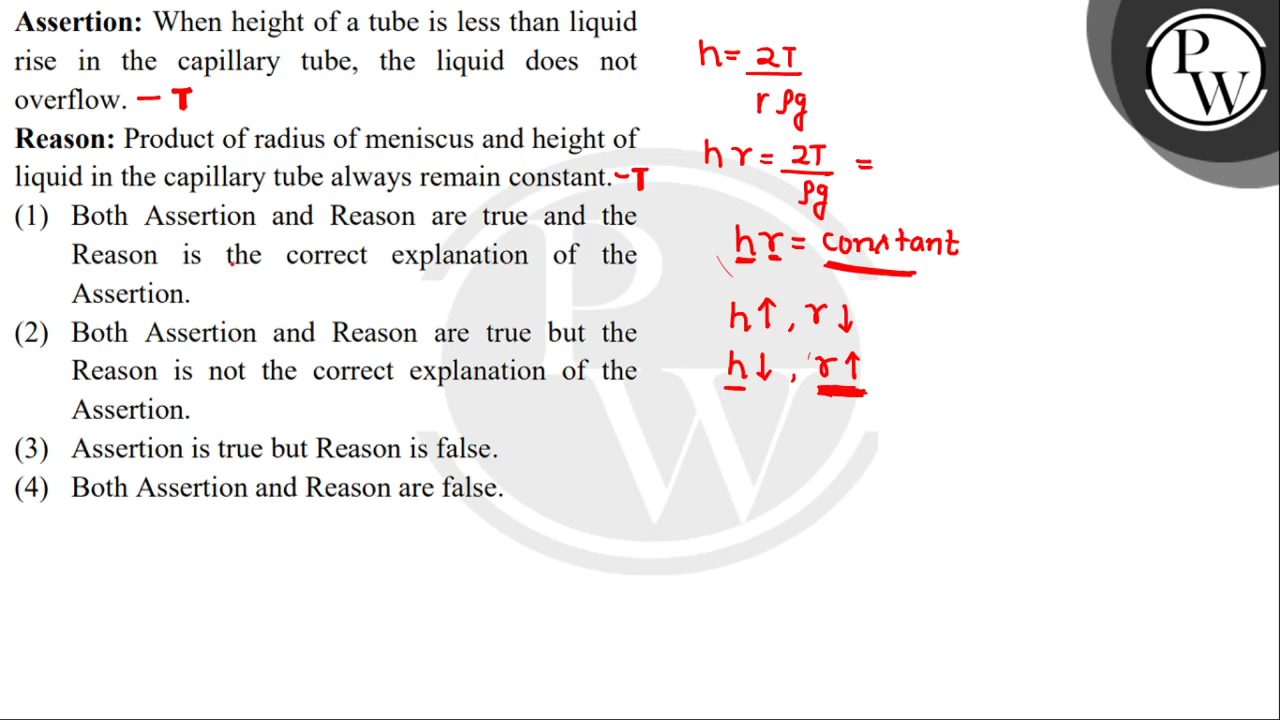 Assertion: When height of a tube is less than liquid
rise in the capillary tube, the liquid does not
overflow. – T
Reason: Product of radius of meniscus and height of
liquid in the capillary tube always remain constant. – T
(1) Both Assertion and Reason are true and the
Reason is the correct explanation of the
Assertion.
(2) Both Assertion and Reason are true but the
Reason is not the correct explanation of the
Assertion.
(3) Assertion is true but Reason is false.
(4) Both Assertion and Reason are false.
h = 2T
r ρg
h r = 2T =
ρg
h r = constant
h↑, r↓
h↓, r↑
P
W
P
W